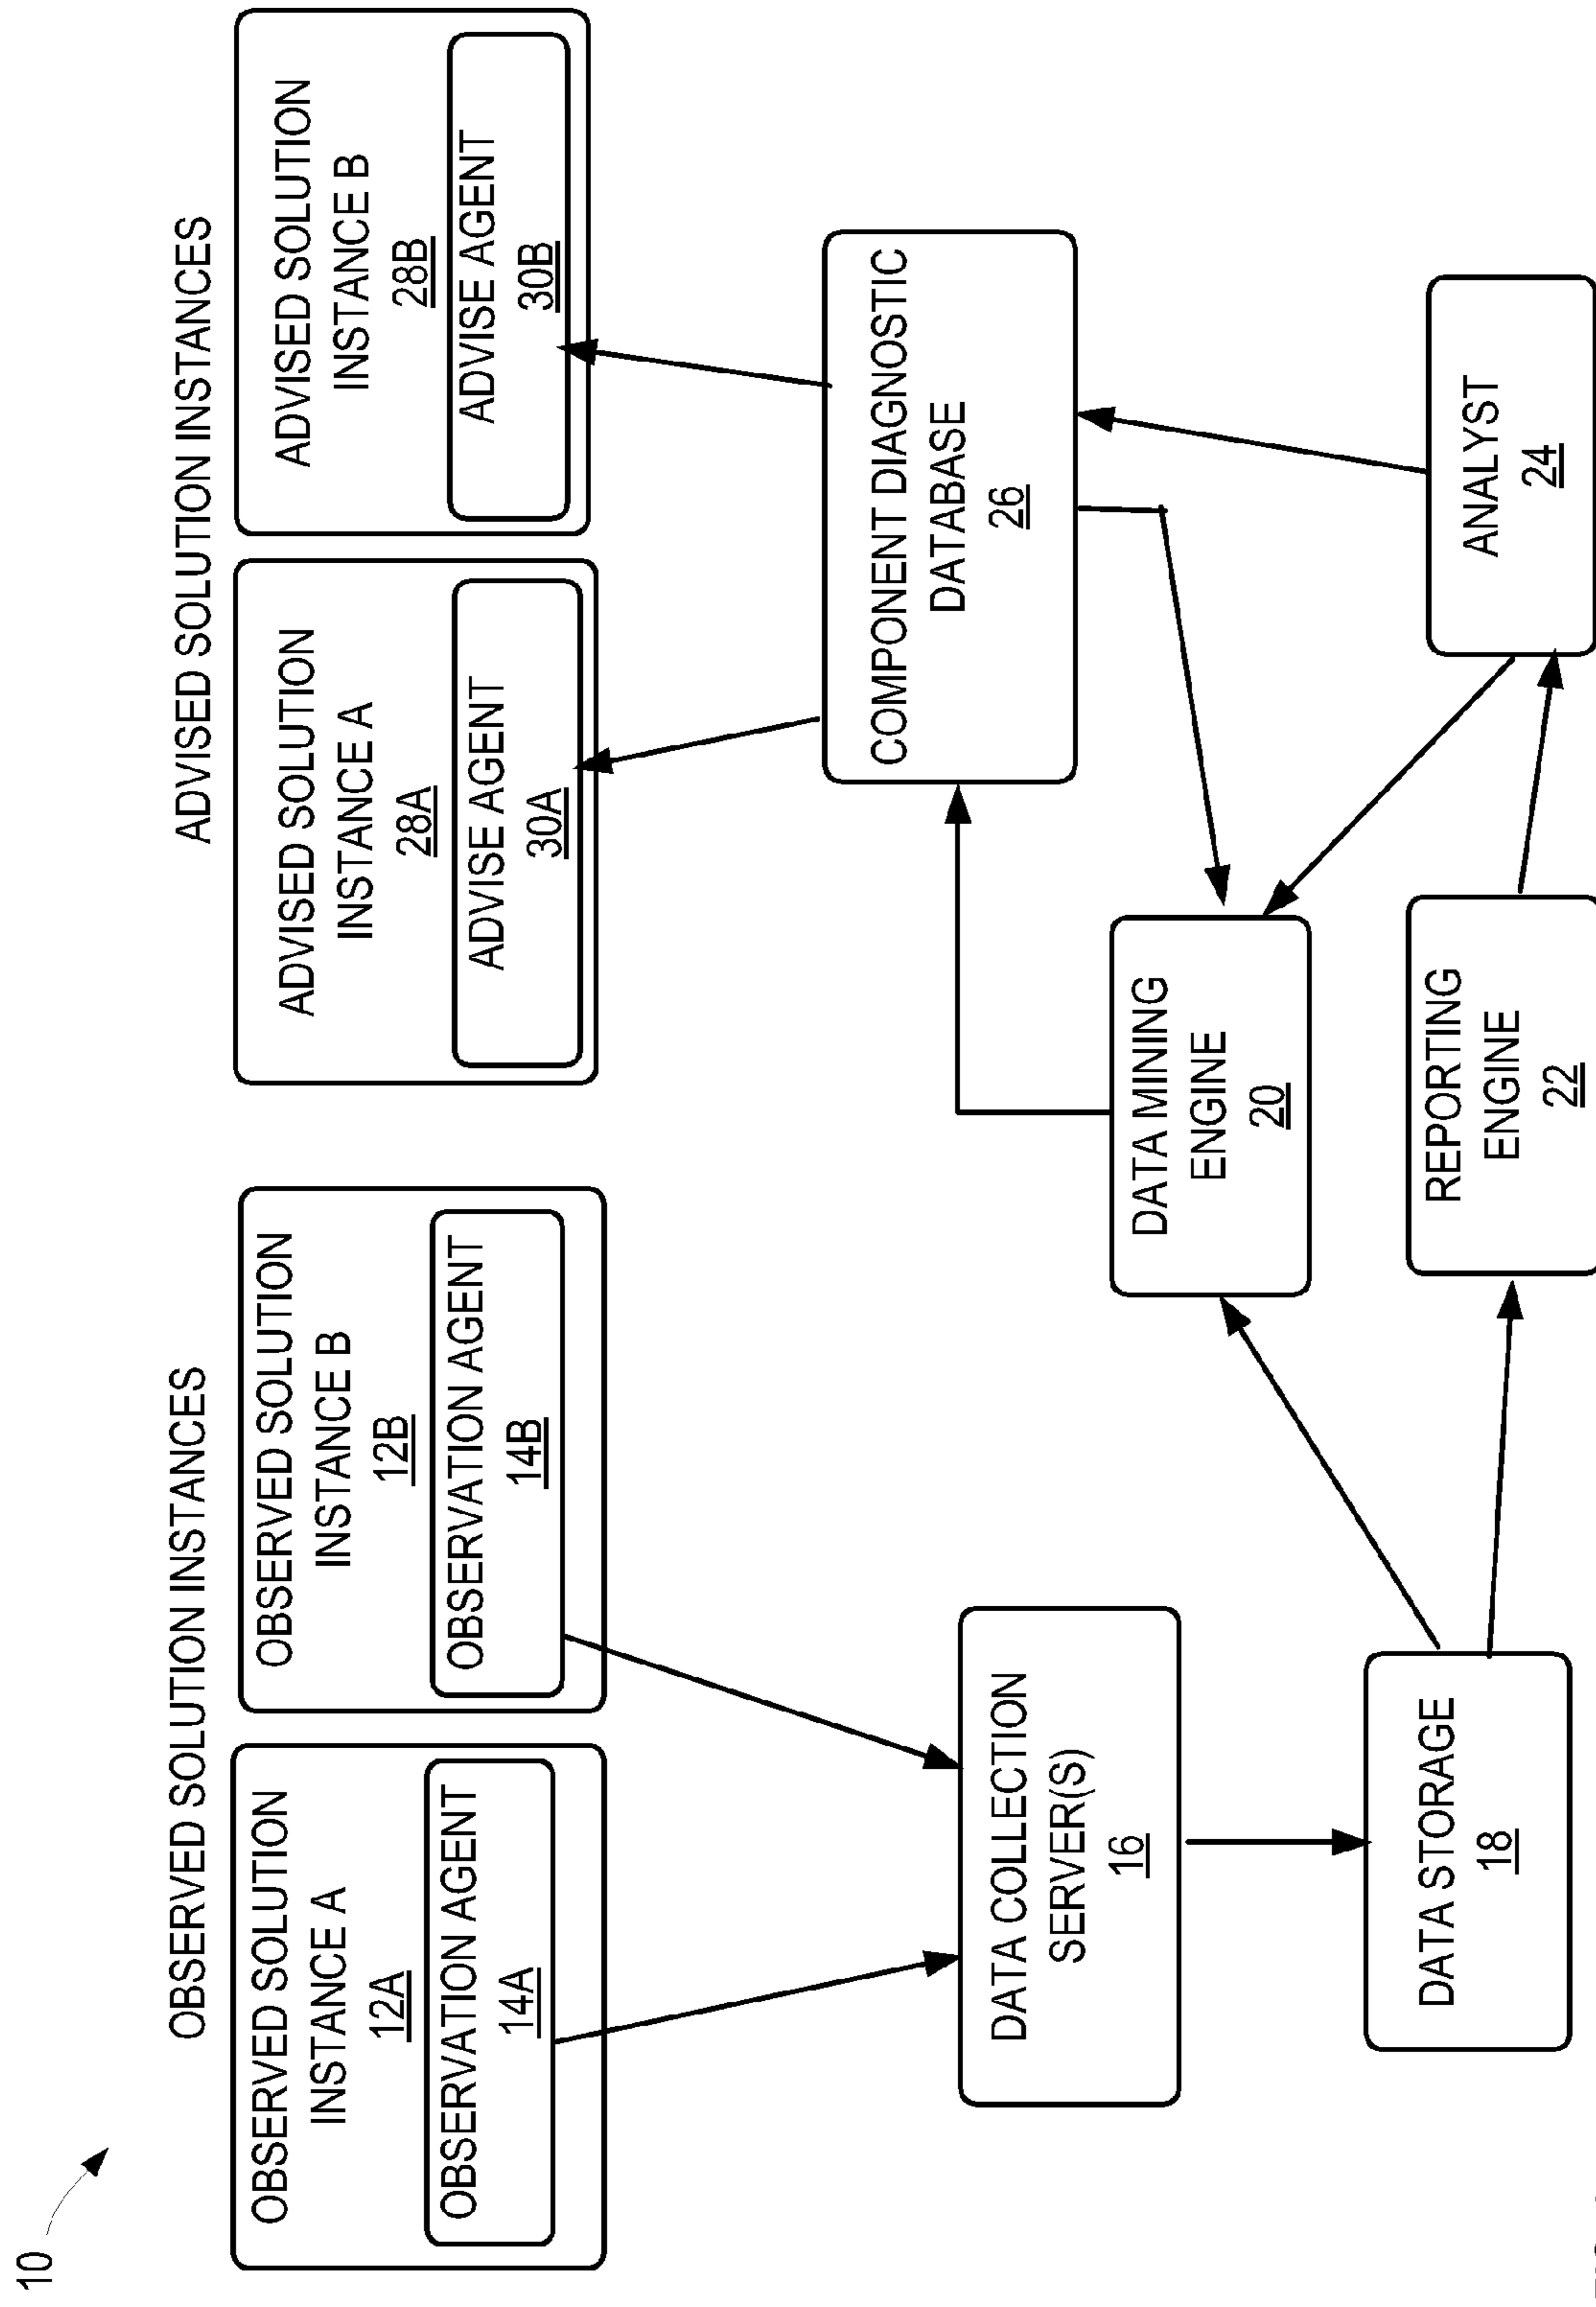 10
OBSERVED SOLUTION INSTANCES
ADVISED SOLUTION INSTANCES
OBSERVED SOLUTION
INSTANCE A
12A
OBSERVATION AGENT
14A
OBSERVED SOLUTION
INSTANCE B
12B
OBSERVATION AGENT
14B
ADVISED SOLUTION
INSTANCE A
28A
ADVISE AGENT
30A
ADVISED SOLUTION
INSTANCE B
28B
ADVISE AGENT
30B
DATA COLLECTION
SERVER(S)
16
COMPONENT DIAGNOSTIC
DATABASE
26
DATA MINING
ENGINE
20
DATA STORAGE
18
REPORTING
ENGINE
22
ANALYST
24